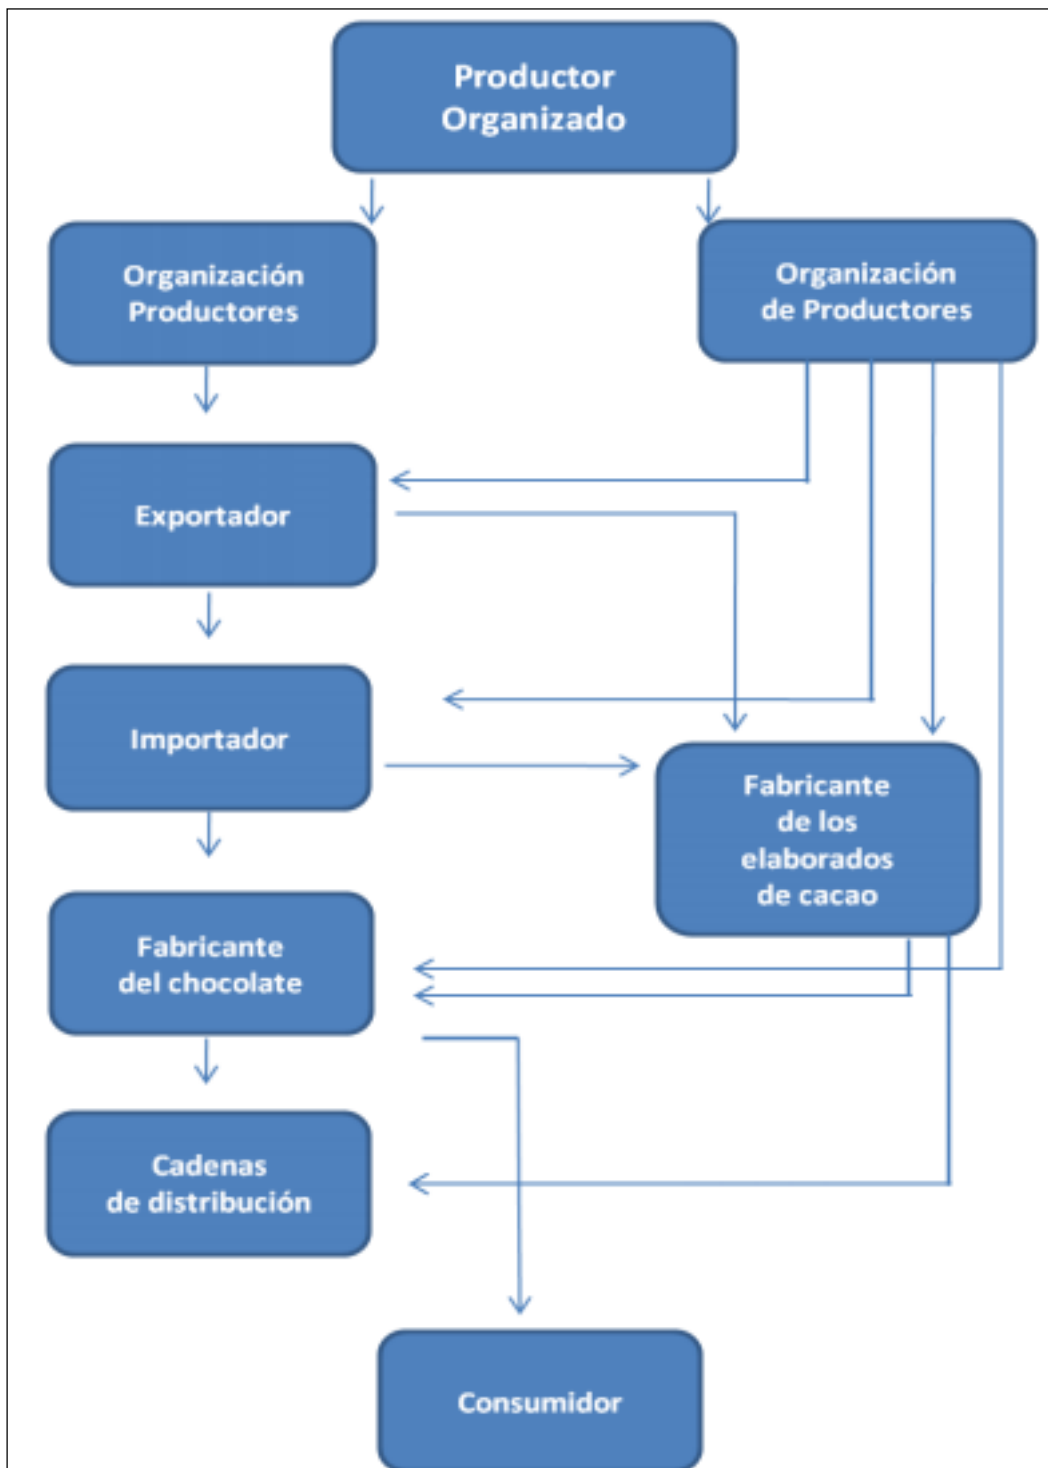 Productor
Organizado
Organización
Productores
Organización
de Productores
Exportador
Importador
Fabricante
de los
elaborados
de cacao
Fabricante
del chocolate
Cadenas
de distribución
Consumidor